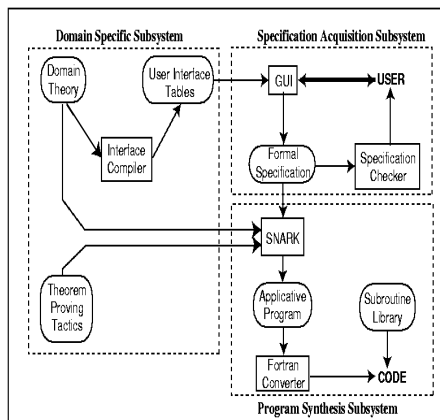 Domain Specific Subsystem
Specification Acquisition Subsystem
Domain
Theory
User Interface
Tables
GUI
USER
Interface
Compiler
Formal
Specification
Specification
Checker
SNARK
Theorem
Proving
Tactics
Applicative
Program
Subroutine
Library
Fortran
Converter
CODE
Program Synthesis Subsystem